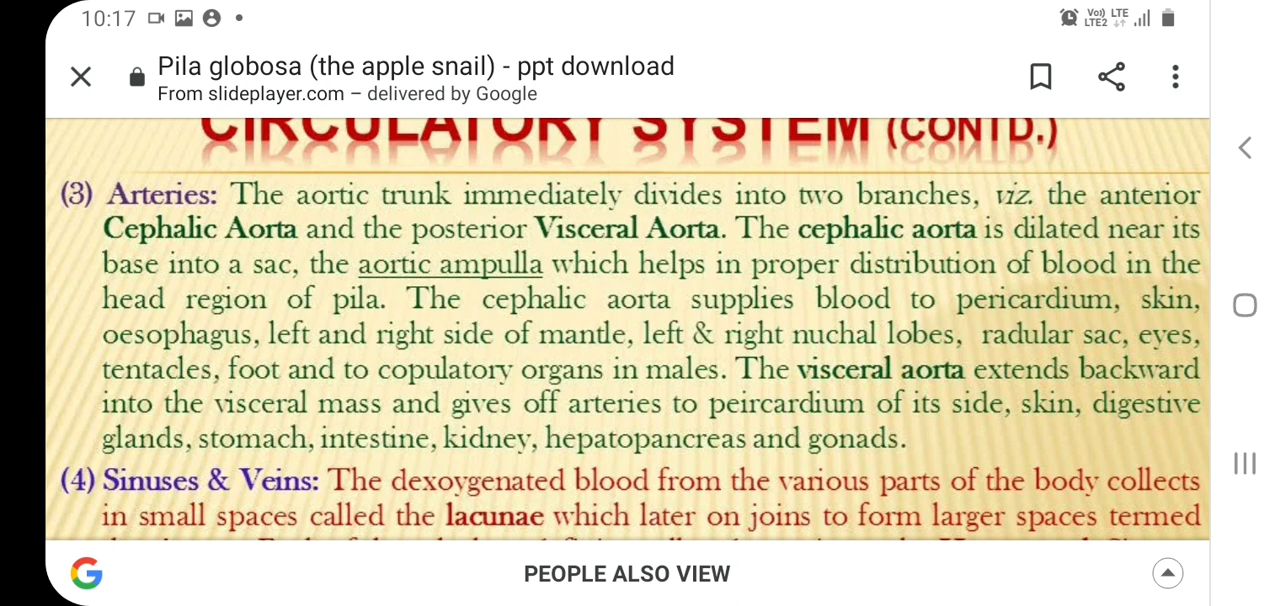 10:17
Vo)) LTE
LTE2
Pila globosa (the apple snail) - ppt download
From slideplayer.com – delivered by Google
CIRCULATORY SYSTEM (CONTD.)
(3) Arteries: The aortic trunk immediately divides into two branches, viz. the anterior
Cephalic Aorta and the posterior Visceral Aorta. The cephalic aorta is dilated near its
base into a sac, the aortic ampulla which helps in proper distribution of blood in the
head region of pila. The cephalic aorta supplies blood to pericardium, skin,
oesophagus, left and right side of mantle, left & right nuchal lobes, radular sac, eyes,
tentacles, foot and to copulatory organs in males. The visceral aorta extends backward
into the visceral mass and gives off arteries to peircardium of its side, skin, digestive
glands, stomach, intestine, kidney, hepatopancreas and gonads.
(4) Sinuses & Veins: The dexoygenated blood from the various parts of the body collects
in small spaces called the lacunae which later on joins to form larger spaces termed
PEOPLE ALSO VIEW